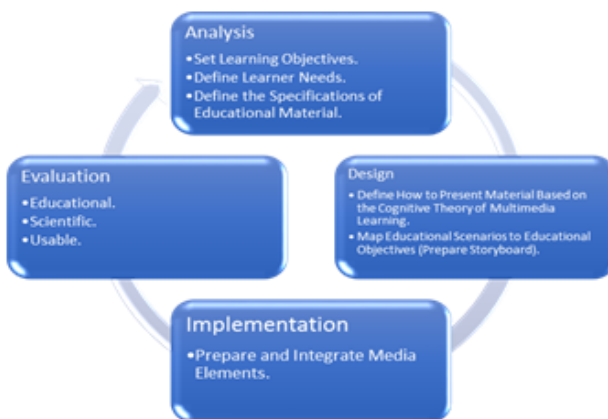 Analysis
•Set Learning Objectives.
•Define Learner Needs.
•Define the Specifications of
Educational Material.
Design
• Define How to Present Material Based on
the Cognitive Theory of Multimedia
Learning.
• Map Educational Scenarios to Educational
Objectives (Prepare Storyboard).
Implementation
•Prepare and Integrate Media
Elements.
Evaluation
•Educational.
•Scientific.
•Usable.